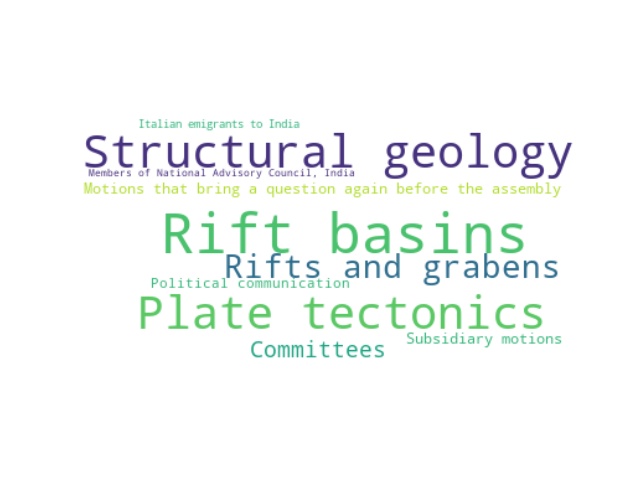 Italian emigrants to India
Structural geology
Members of National Advisory Council, India
Motions that bring a question again before the assembly
Rift basins
Rifts and grabens
Political communication
Plate tectonics
Subsidiary motions
Committees